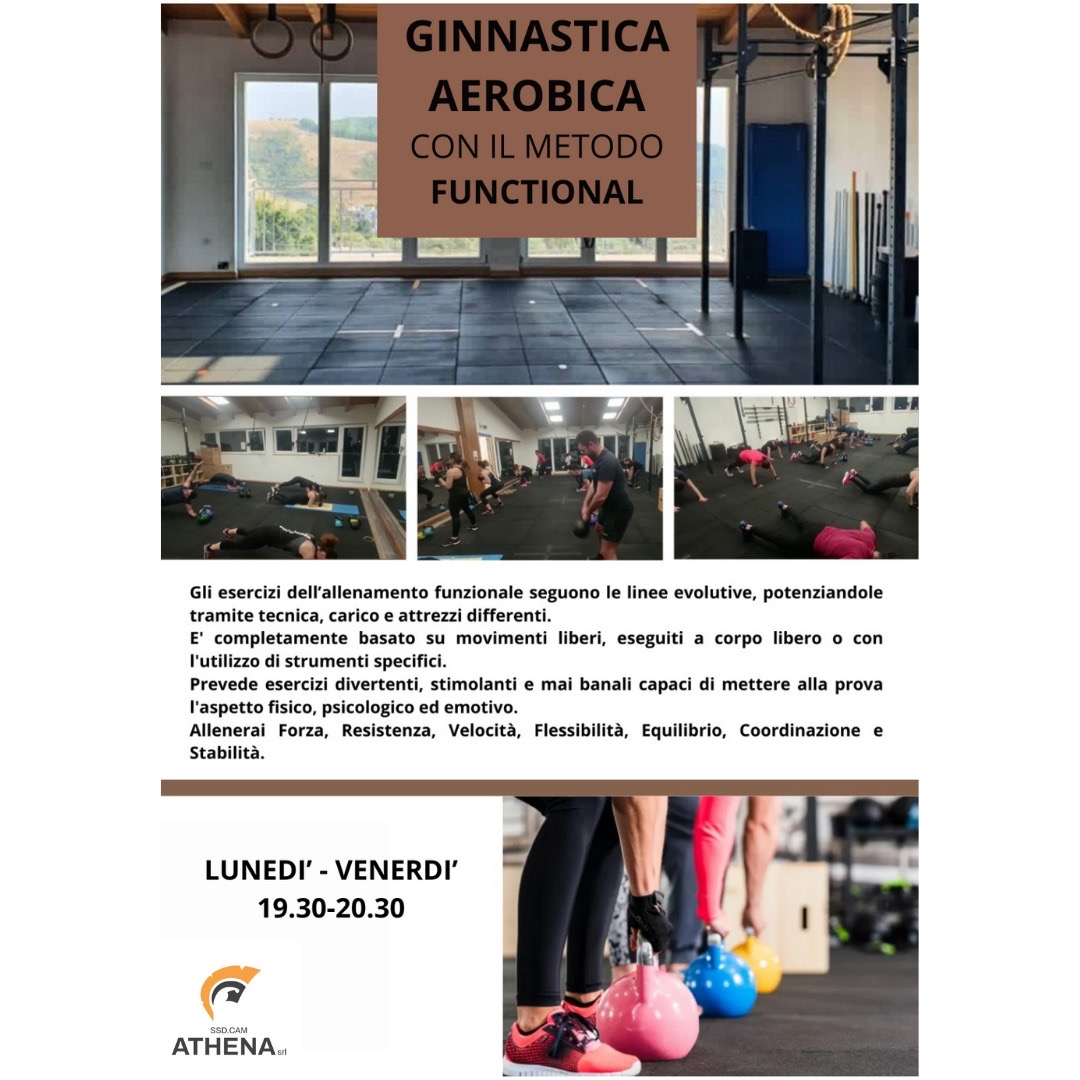 GINNASTICA
AEROBICA
CON IL METODO
FUNCTIONAL
Gli esercizi dell’allenamento funzionale seguono le linee evolutive, potenziandole
tramite tecnica, carico e attrezzi differenti.
E' completamente basato su movimenti liberi, eseguiti a corpo libero o con
l'utilizzo di strumenti specifici.
Prevede esercizi divertenti, stimolanti e mai banali capaci di mettere alla prova
l'aspetto fisico, psicologico ed emotivo.
Allenerai Forza, Resistenza, Velocità, Flessibilità, Equilibrio, Coordinazione e
Stabilità.
LUNEDI’ - VENERDI’
19.30-20.30
SSD.CAM
ATHENA srl